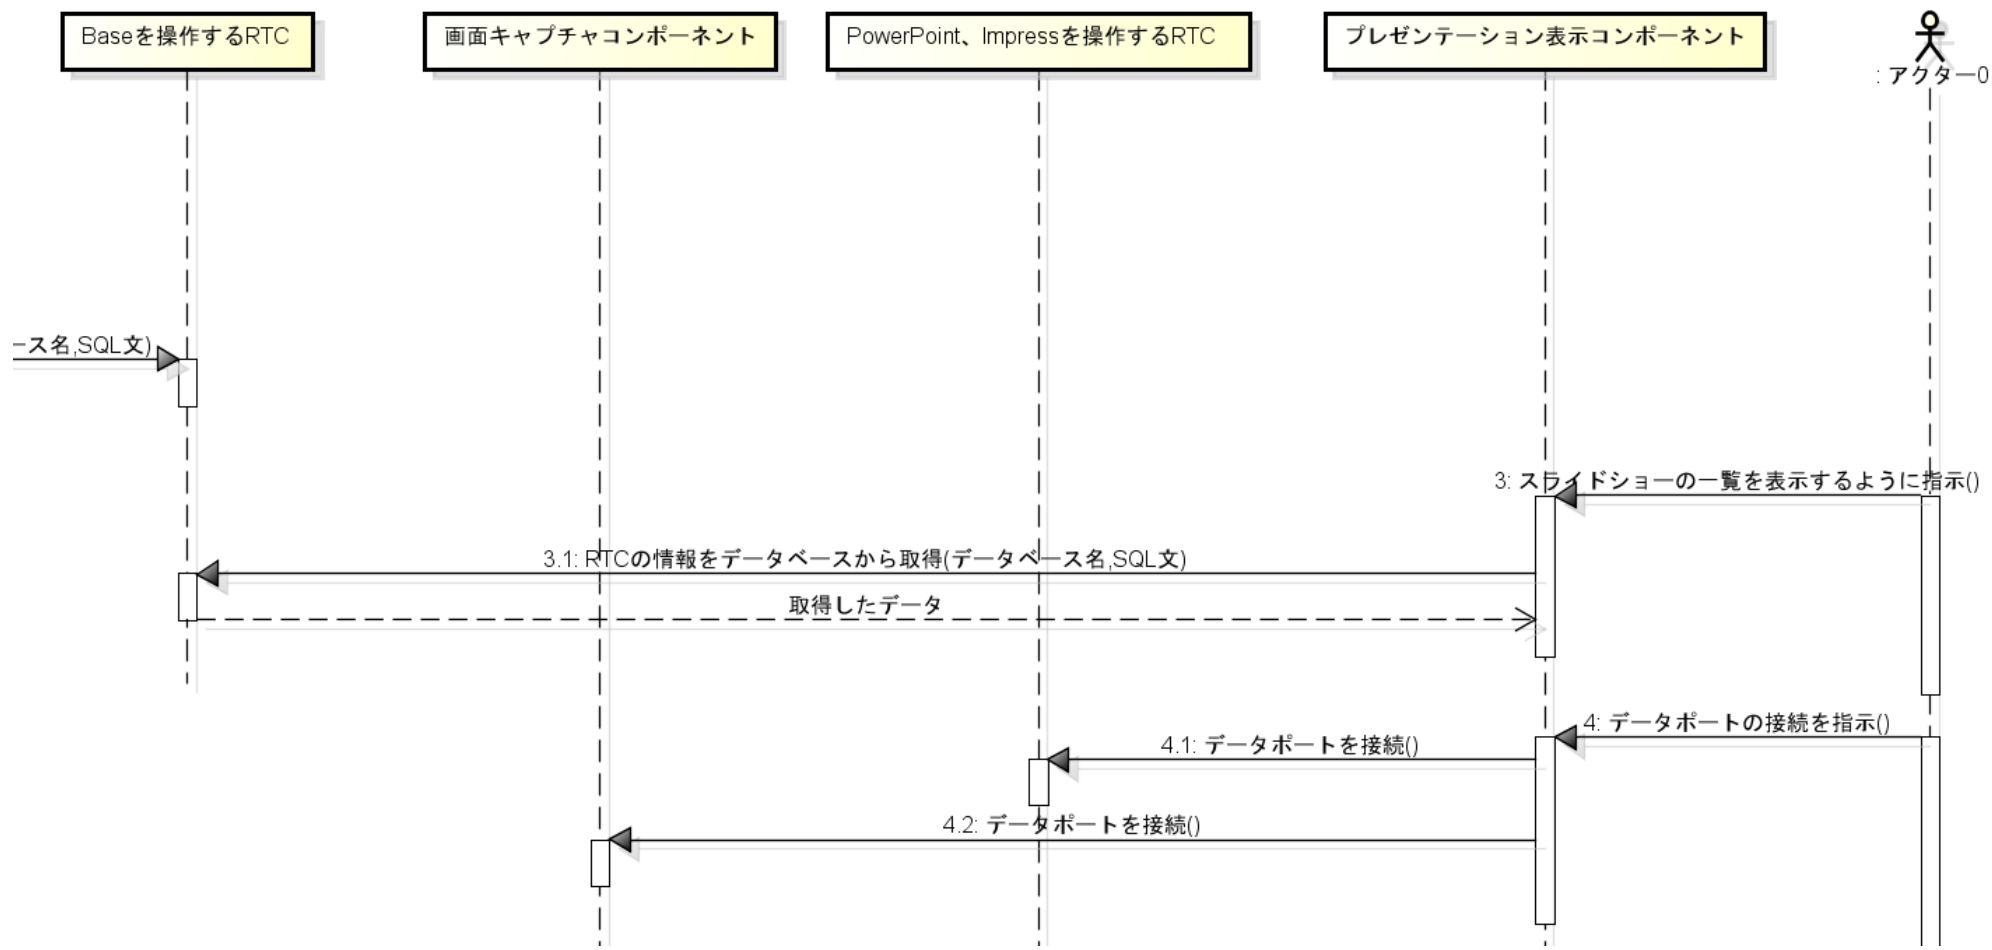 Baseを操作するRTC
画面キャプチャコンポーネント
PowerPoint、Impressを操作するRTC
プレゼンテーション表示コンポーネント
: アクター0
ース名,SQL文)
3: スライドショーの一覧を表示するように指示()
3.1: RTCの情報をデータベースから取得(データベース名,SQL文)
取得したデータ
4: データポートの接続を指示()
4.1: データポートを接続()
4.2: データポートを接続()